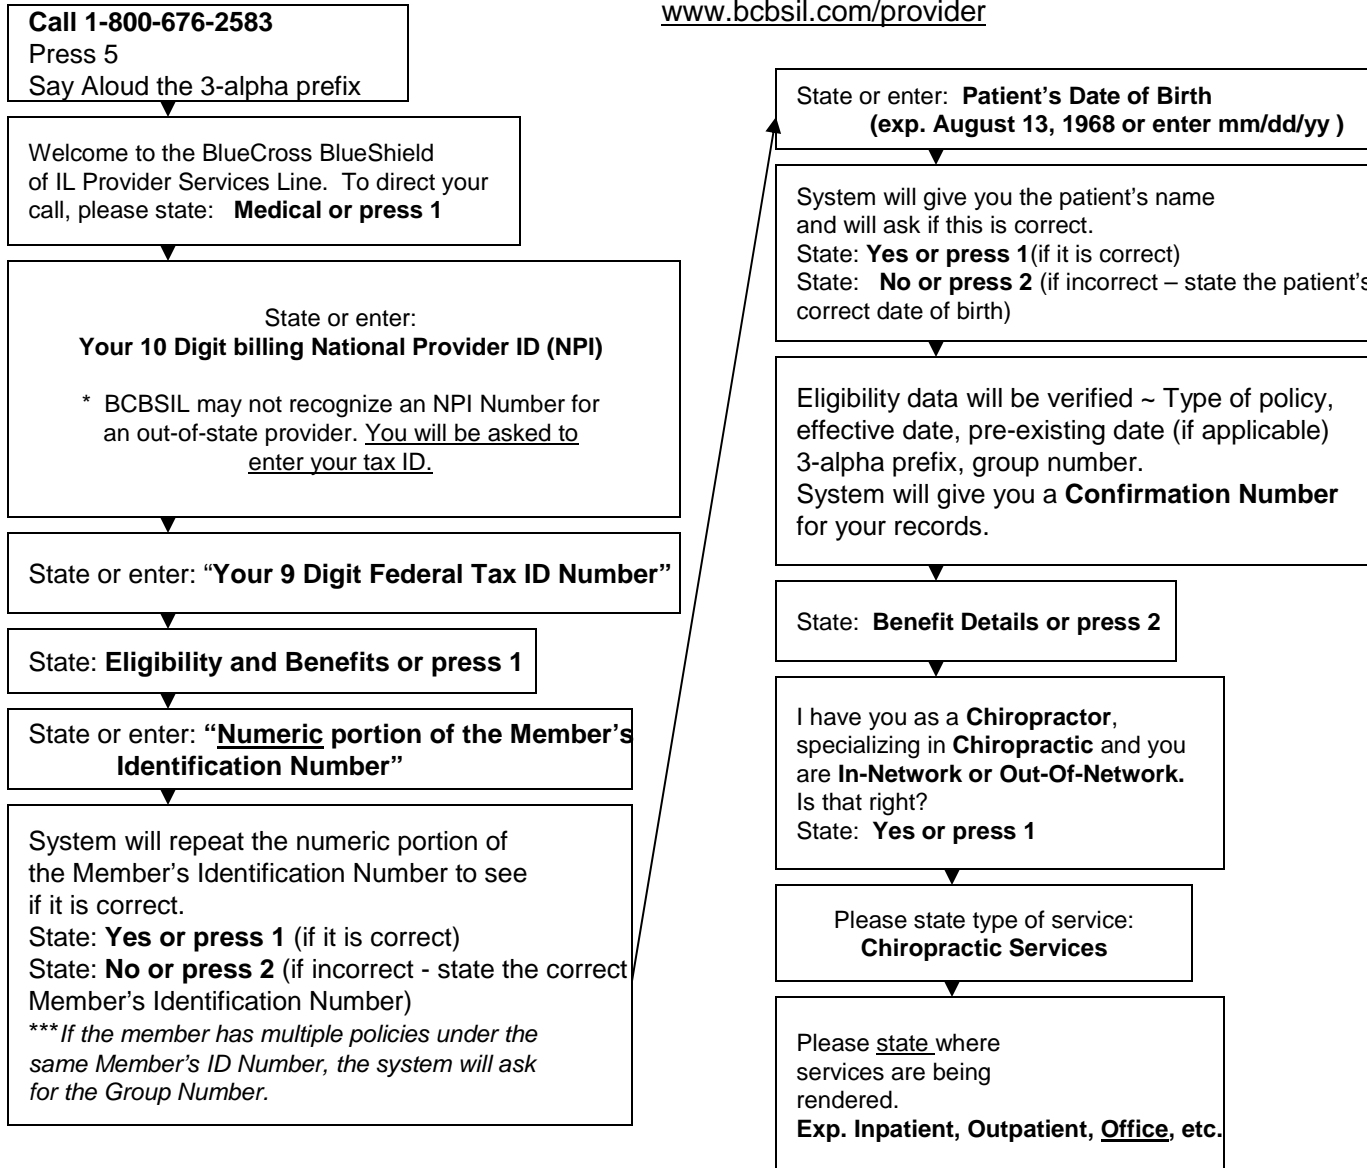 www.bcbsil.com/provider
Call 1-800-676-2583
Press 5
Say Aloud the 3-alpha prefix
Welcome to the BlueCross BlueShield
of IL Provider Services Line. To direct your
call, please state: Medical or press 1
State or enter:
Your 10 Digit billing National Provider ID (NPI)
* BCBSIL may not recognize an NPI Number for
an out-of-state provider. You will be asked to
enter your tax ID.
State or enter: “Your 9 Digit Federal Tax ID Number”
State: Eligibility and Benefits or press 1
State or enter: “Numeric portion of the Member’s
Identification Number”
System will repeat the numeric portion of
the Member’s Identification Number to see
if it is correct.
State: Yes or press 1 (if it is correct)
State: No or press 2 (if incorrect - state the correct
Member’s Identification Number)
***If the member has multiple policies under the
same Member’s ID Number, the system will ask
for the Group Number.
State or enter: Patient’s Date of Birth
(exp. August 13, 1968 or enter mm/dd/yy )
System will give you the patient’s name
and will ask if this is correct.
State: Yes or press 1(if it is correct)
State: No or press 2 (if incorrect – state the patient’s
correct date of birth)
Eligibility data will be verified ~ Type of policy,
effective date, pre-existing date (if applicable)
3-alpha prefix, group number.
System will give you a Confirmation Number
for your records.
State: Benefit Details or press 2
I have you as a Chiropractor,
specializing in Chiropractic and you
are In-Network or Out-Of-Network.
Is that right?
State: Yes or press 1
Please state type of service:
Chiropractic Services
Please state where
services are being
rendered.
Exp. Inpatient, Outpatient, Office, etc.